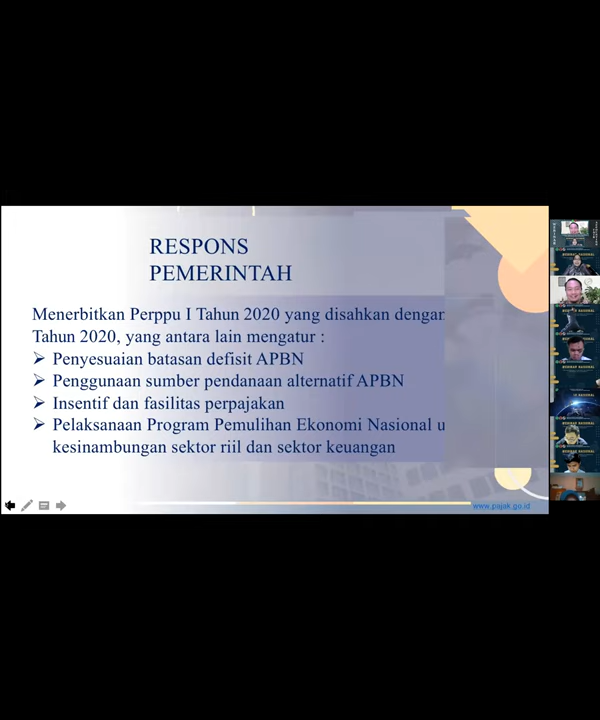 RESPONS
PEMERINTAH
Menerbitkan Perppu I Tahun 2020 yang disahkan dengan
Tahun 2020, yang antara lain mengatur :
➢ Penyesuaian batasan defisit APBN
➢ Penggunaan sumber pendanaan alternatif APBN
➢ Insentif dan fasilitas perpajakan
➢ Pelaksanaan Program Pemulihan Ekonomi Nasional u
kesinambungan sektor riil dan sektor keuangan
www.pajak.go.id